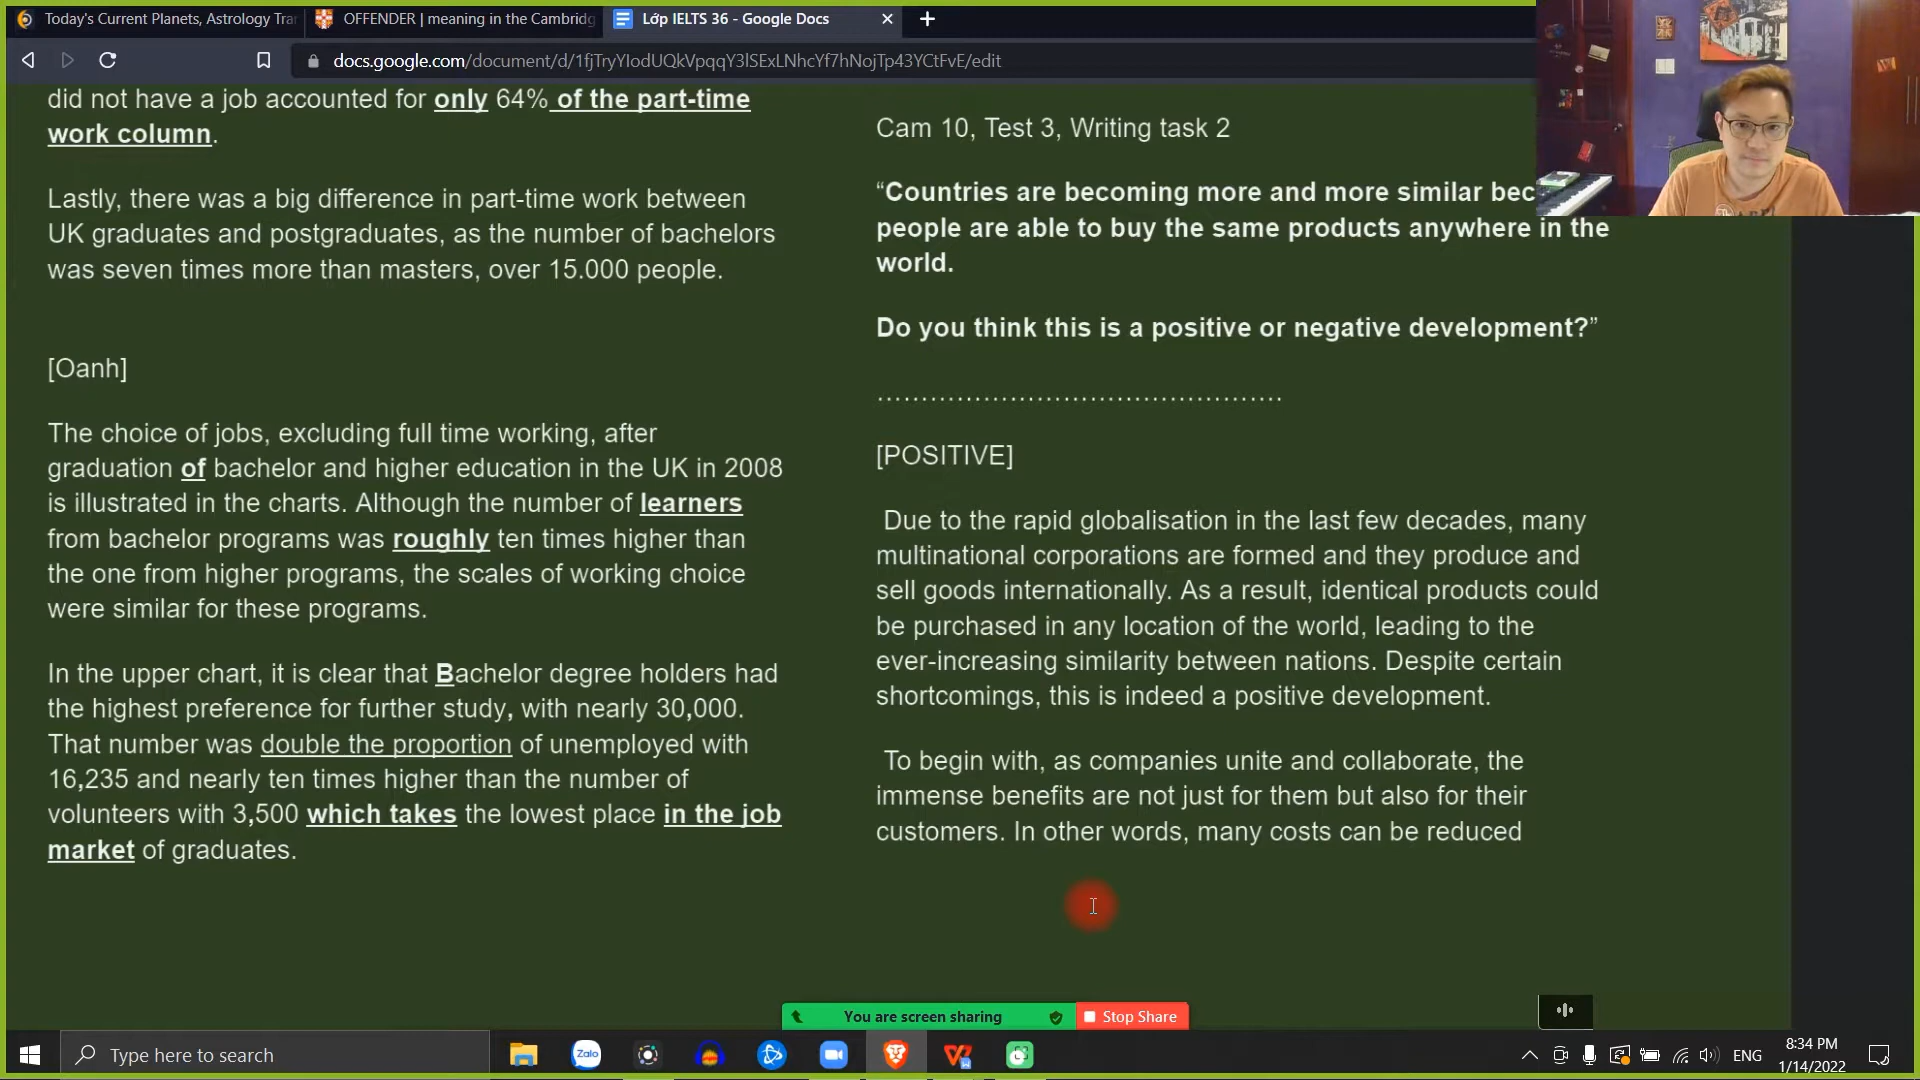 Today's Current Planets, Astrology Tra
OFFENDER | meaning in the Cambridg
Lớp IELTS 36 - Google Docs
docs.google.com/document/d/1fjTryYIodUQkVpqqY3lSExLNhcYf7hNojTp43YCtFvE/edit
did not have a job accounted for only 64% of the part-time
work column.
Lastly, there was a big difference in part-time work between
UK graduates and postgraduates, as the number of bachelors
was seven times more than masters, over 15.000 people.
[Oanh]
The choice of jobs, excluding full time working, after
graduation of bachelor and higher education in the UK in 2008
is illustrated in the charts. Although the number of learners
from bachelor programs was roughly ten times higher than
the one from higher programs, the scales of working choice
were similar for these programs.
In the upper chart, it is clear that Bachelor degree holders had
the highest preference for further study, with nearly 30,000.
That number was double the proportion of unemployed with
16,235 and nearly ten times higher than the number of
volunteers with 3,500 which takes the lowest place in the job
market of graduates.
Cam 10, Test 3, Writing task 2
“Countries are becoming more and more similar bec
people are able to buy the same products anywhere in the
world.
Do you think this is a positive or negative development?”
………………………………………
[POSITIVE]
Due to the rapid globalisation in the last few decades, many
multinational corporations are formed and they produce and
sell goods internationally. As a result, identical products could
be purchased in any location of the world, leading to the
ever-increasing similarity between nations. Despite certain
shortcomings, this is indeed a positive development.
To begin with, as companies unite and collaborate, the
immense benefits are not just for them but also for their
customers. In other words, many costs can be reduced
You are screen sharing
Stop Share
Type here to search
Zalo
ENG
8:34 PM
1/14/2022